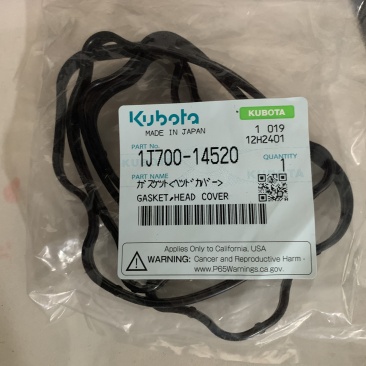 Kubota
KUBOTA
MADE IN JAPAN
1 019
12H2401
PART No.
1J700-14520
QUANTITY
1
PART NAME
ガスケット<ヘッドカバー>
GASKET,HEAD COVER
Applies Only to California, USA
WARNING: Cancer and Reproductive Harm -
www.P65Warnings.ca.gov